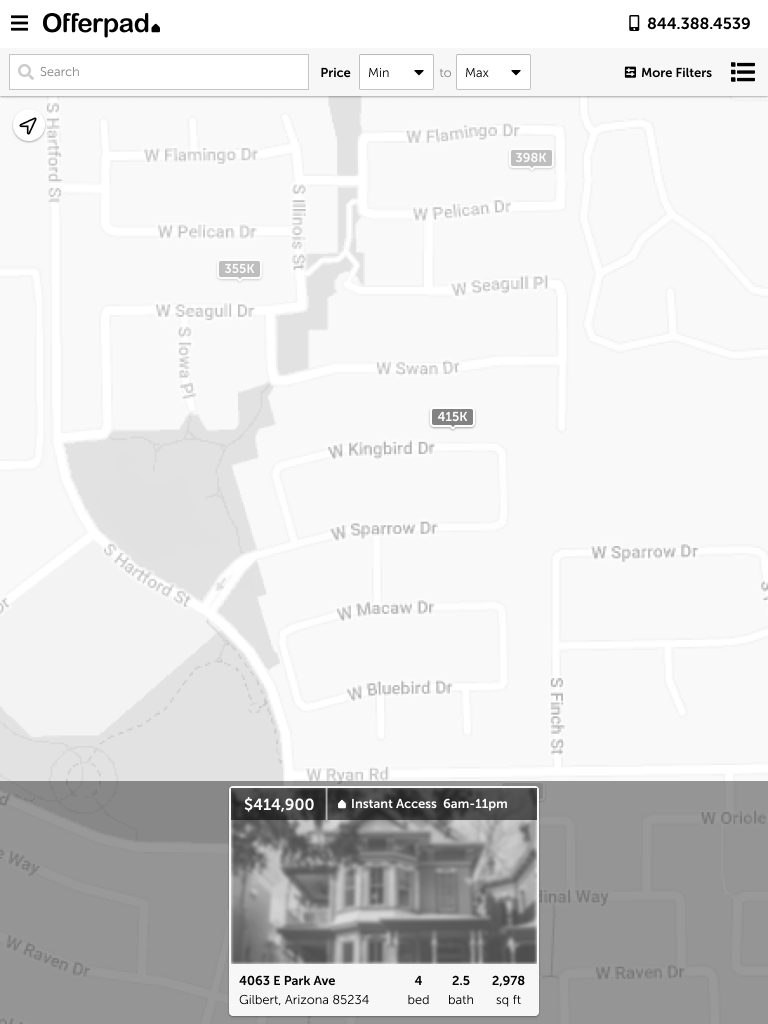 Offerpad
844.388.4539
Search
Price Min to Max
More Filters
S Hartford St
W Flamingo Dr
398K
W Flamingo Dr
S Illinois St
W Pelican Dr
W Pelican Dr
355K
W Seagull Pl
W Seagull Dr
S Iowa Pl
W Swan Dr
415K
W Kingbird Dr
W Sparrow Dr
W Sparrow Dr
S Hartford St
W Macaw Dr
W Bluebird Dr
S Finch St
W Ryan Rd
$414,900 Instant Access 6am-11pm
W Oriole
Way
W Raven Dr
W Raven Dr
4063 E Park Ave 4 2.5 2,978
Gilbert, Arizona 85234 bed bath sq ft